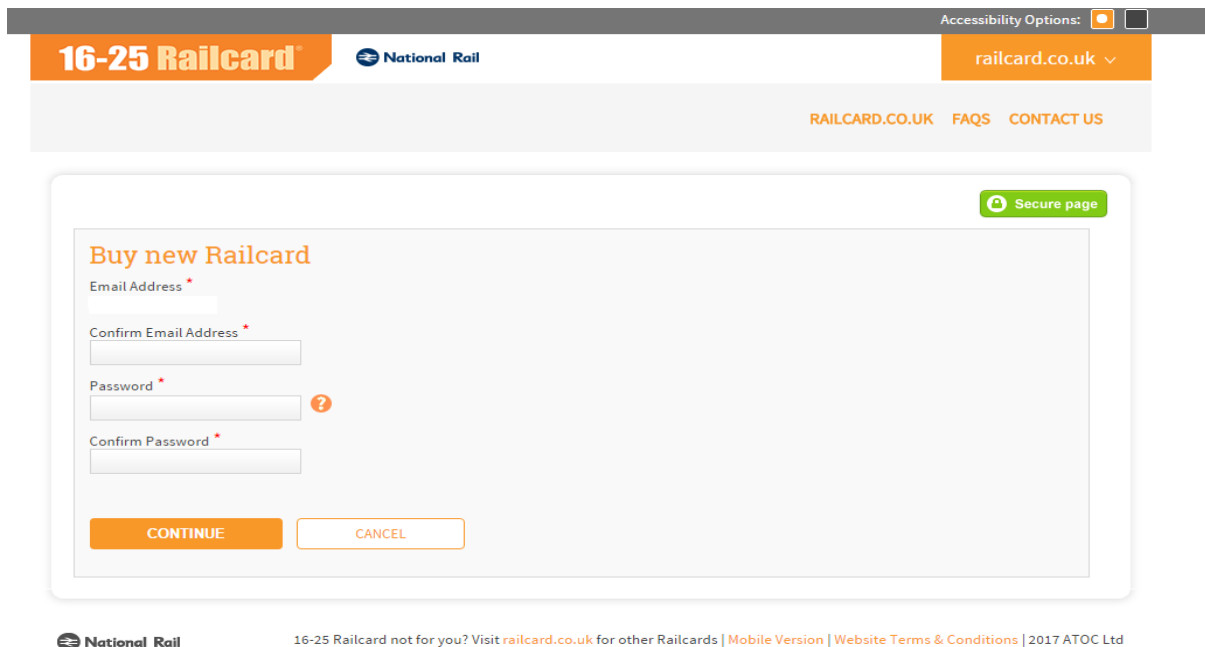 Accessibility Options:
16-25 Railcard®
National Rail
railcard.co.uk
RAILCARD.CO.UK FAQS CONTACT US
Secure page
Buy new Railcard
Email Address *
Confirm Email Address *
Password *
?
Confirm Password *
CONTINUE CANCEL
National Rail
16-25 Railcard not for you? Visit railcard.co.uk for other Railcards | Mobile Version | Website Terms & Conditions | 2017 ATOC Ltd